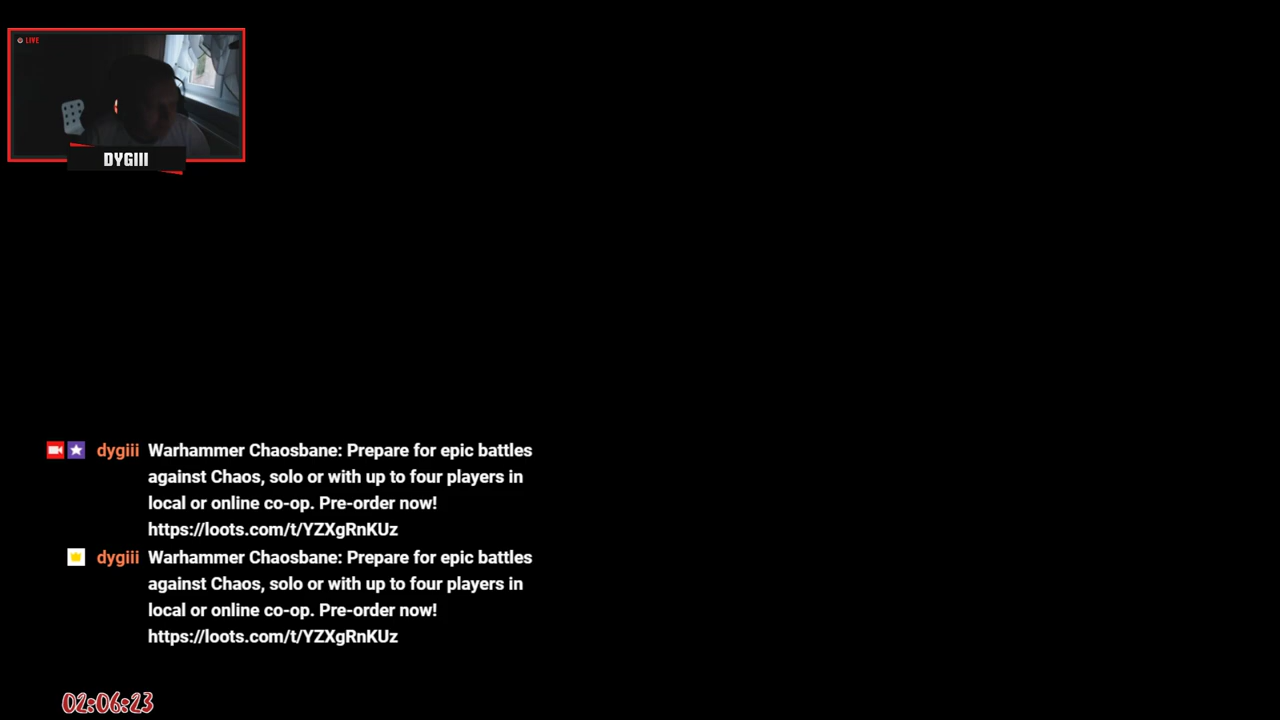 LIVE
DYGIII
dygiii Warhammer Chaosbane: Prepare for epic battles
against Chaos, solo or with up to four players in
local or online co-op. Pre-order now!
https://loots.com/t/YZXgRnKUz
dygiii Warhammer Chaosbane: Prepare for epic battles
against Chaos, solo or with up to four players in
local or online co-op. Pre-order now!
https://loots.com/t/YZXgRnKUz
02:06:23